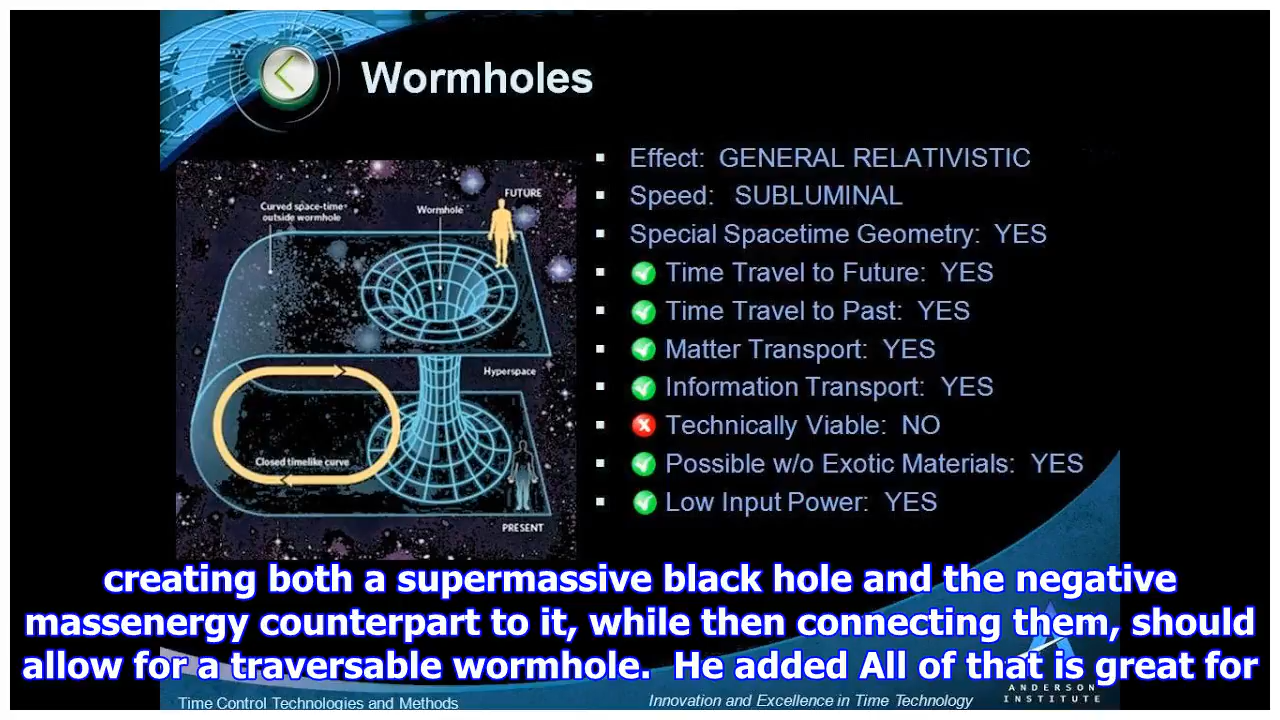 Wormholes
Effect: GENERAL RELATIVISTIC
Speed: SUBLUMINAL
Special Spacetime Geometry: YES
Time Travel to Future: YES
Time Travel to Past: YES
Matter Transport: YES
Information Transport: YES
Technically Viable: NO
Possible w/o Exotic Materials: YES
Low Input Power: YES
FUTURE
Curved space-time
outside wormhole
Wormhole
Hyperspace
Closed timelike curve
PRESENT
creating both a supermassive black hole and the negative
massenergy counterpart to it, while then connecting them, should
allow for a traversable wormhole. He added All of that is great for
Time Control Technologies and Methods
Innovation and Excellence in Time Technology
ANDERSON
INSTITUTE